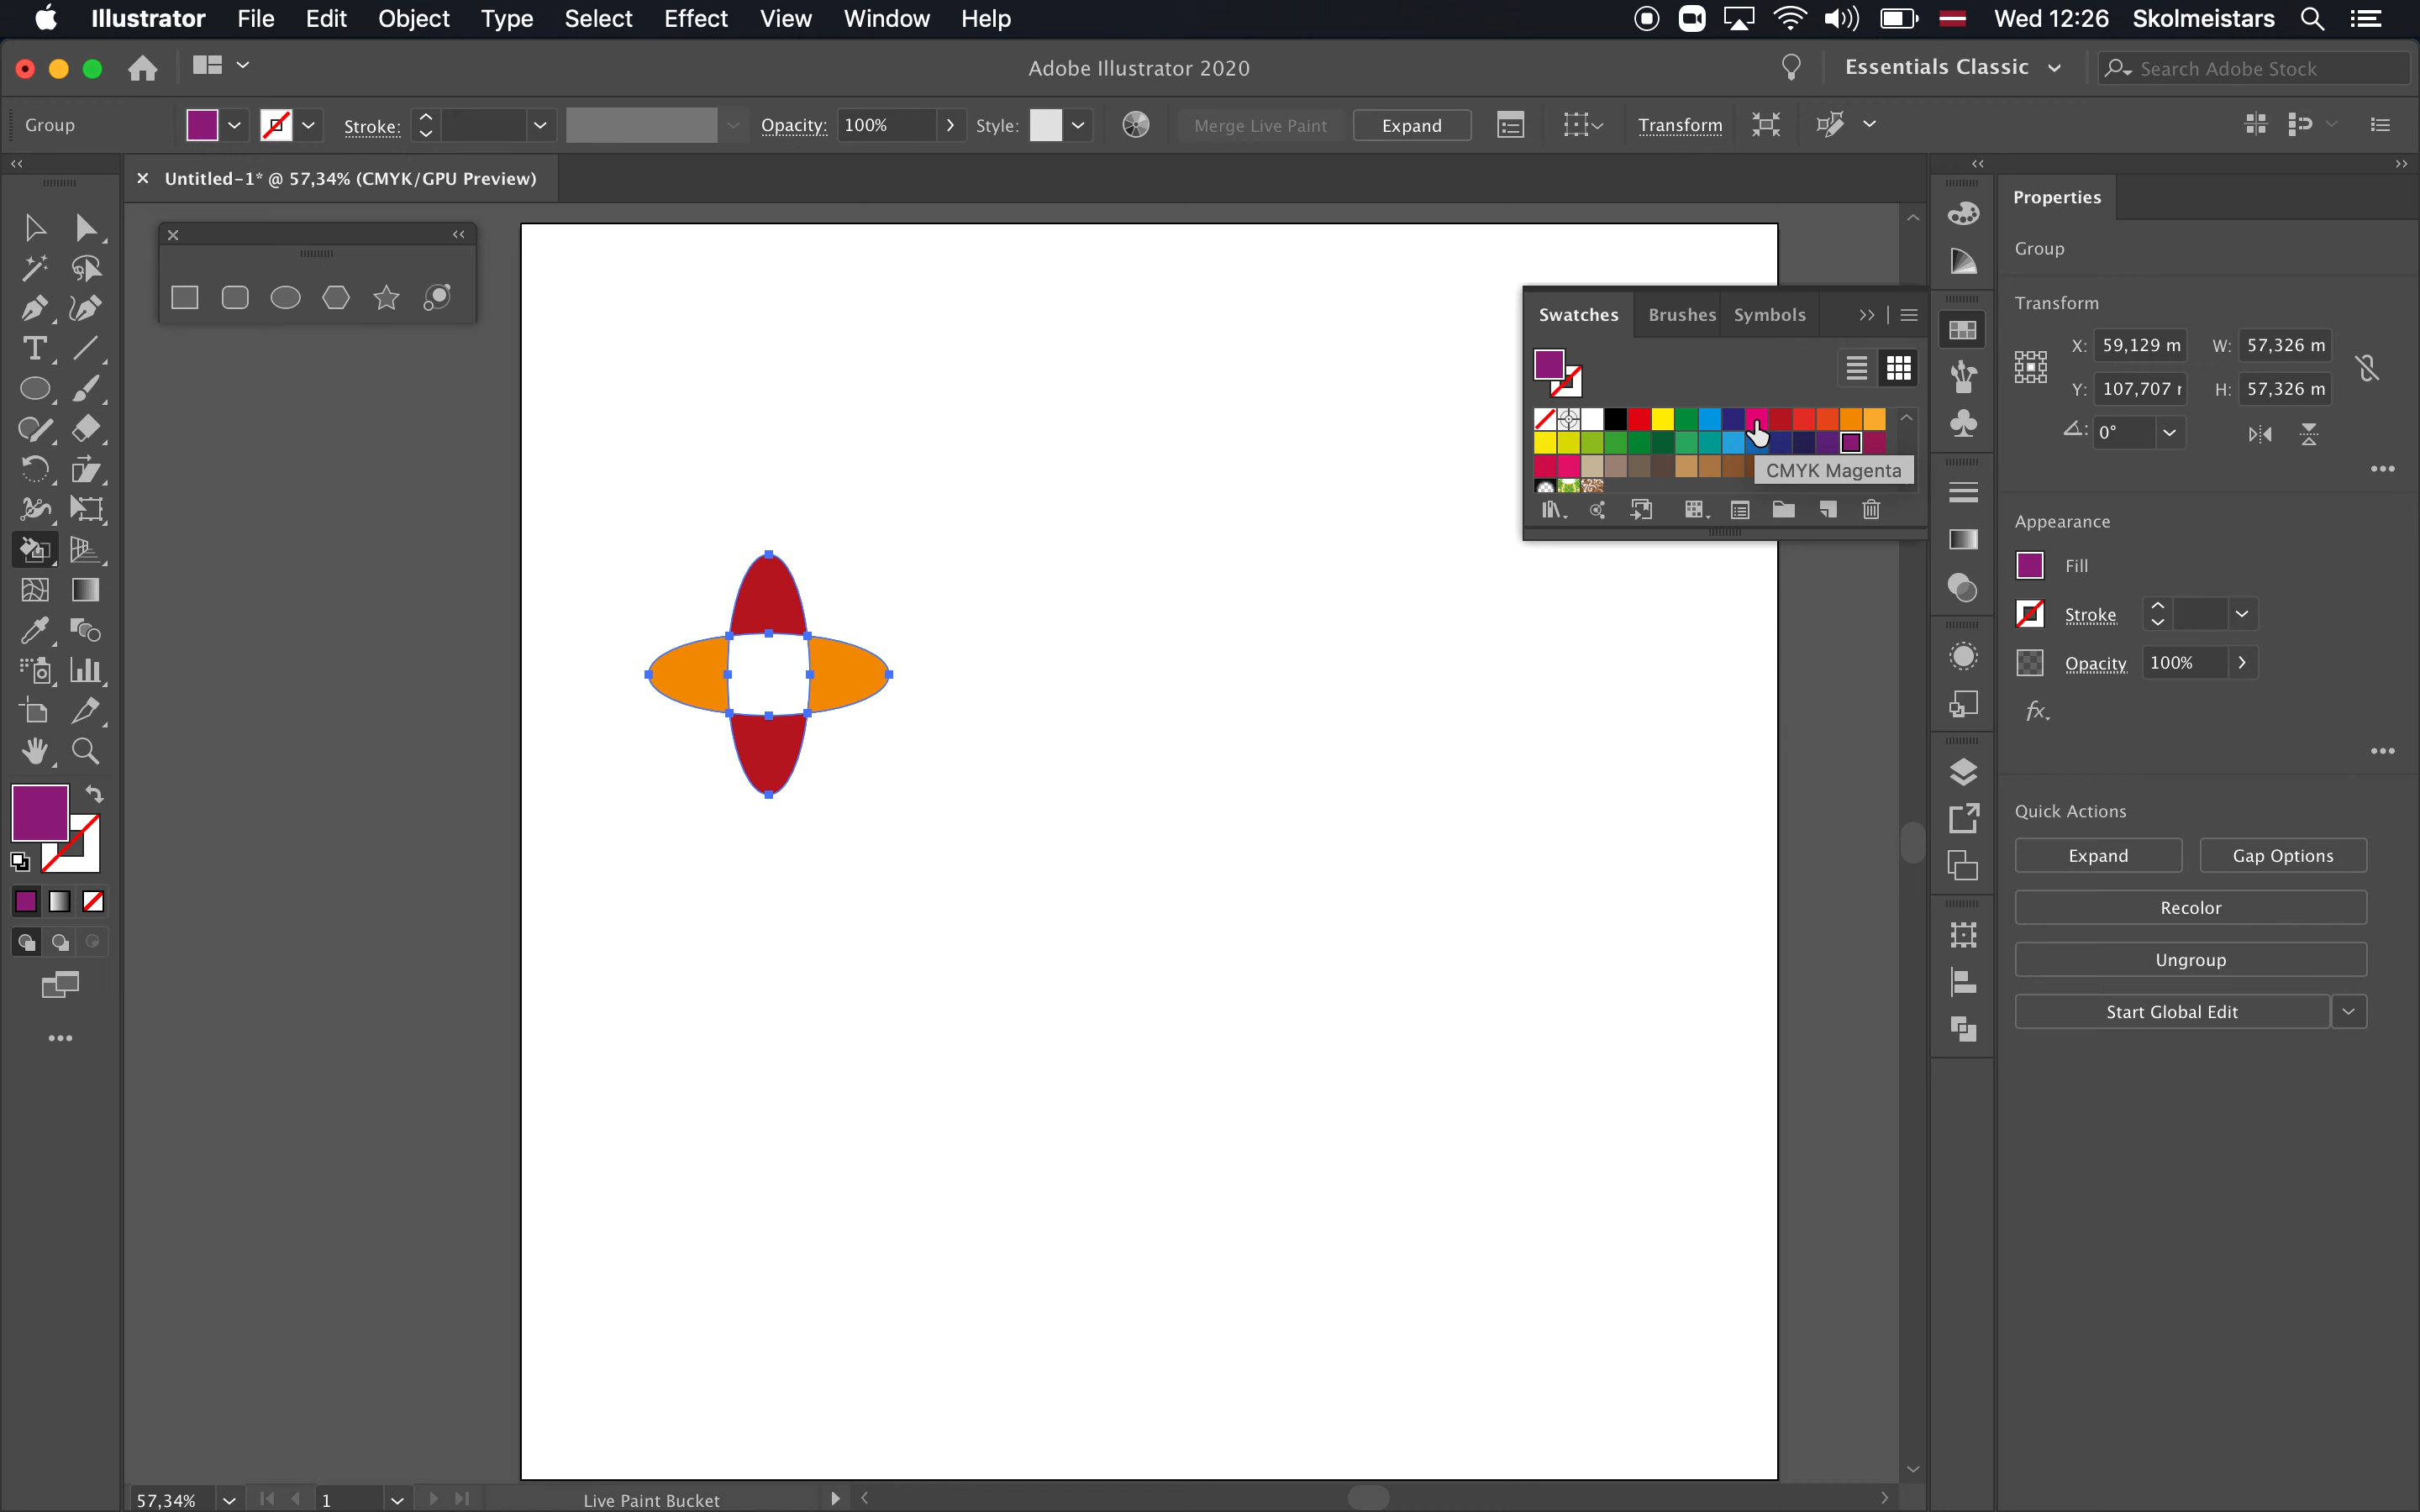 Illustrator File Edit Object Type Select Effect View Window Help Wed 12:26 Skolmeistars
Adobe Illustrator 2020 Essentials Classic Search Adobe Stock
Group Stroke: Opacity: 100% Style: Merge Live Paint Expand Transform
Untitled-1* @ 57,34% (CMYK/GPU Preview)
Properties
Group
Transform
X: 59,129 m W: 57,326 m
Y: 107,707 H: 57,326 m
0°
Swatches Brushes Symbols
CMYK Magenta
Appearance
Fill
Stroke
Opacity 100%
fx.
Quick Actions
Expand Gap Options
Recolor
Ungroup
Start Global Edit
57,34% 1 Live Paint Bucket